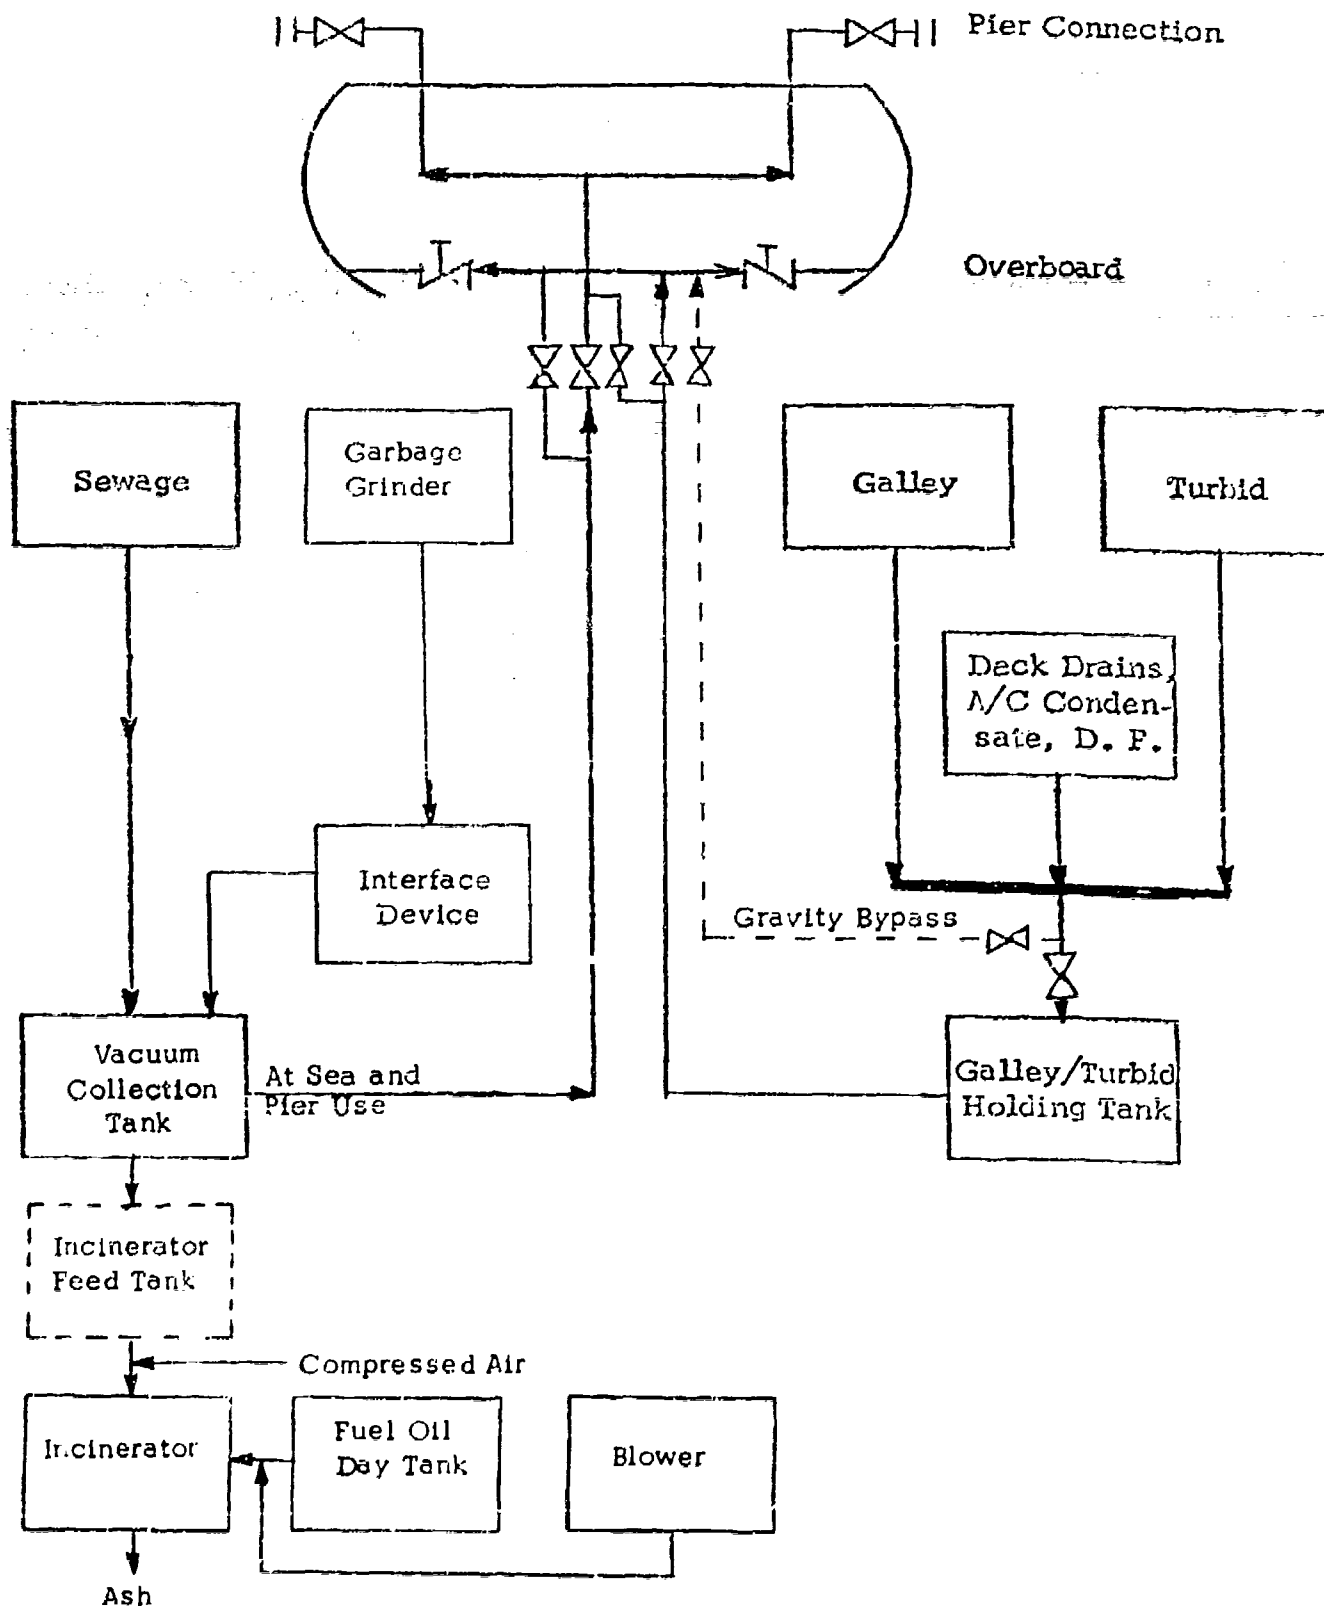 Pier Connection
Overboard
Sewage
Garbage
Grinder
Galley
Turbid
Deck Drains,
A/C Conden-
sate, D. F.
Interface
Device
Gravity Bypass
Vacuum
Collection
Tank
At Sea and
Pier Use
Galley/Turbid
Holding Tank
Incinerator
Feed Tank
Compressed Air
Incinerator
Fuel Oil
Day Tank
Blower
Ash